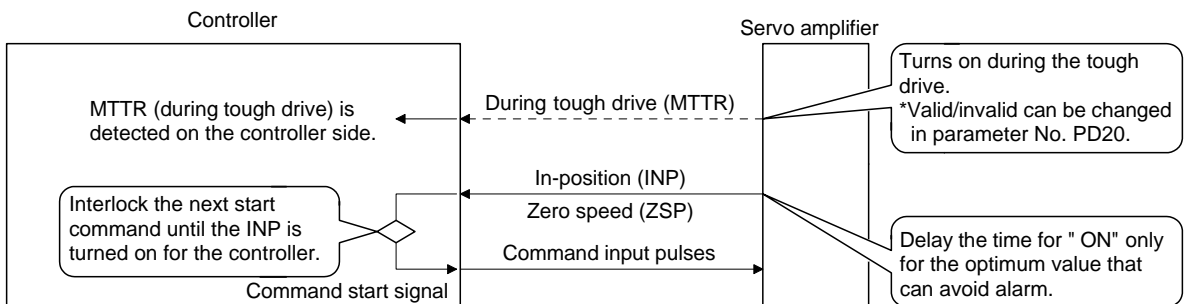 Controller
Servo amplifier
MTTR (during tough drive) is
detected on the controller side.
During tough drive (MTTR)
Turns on during the tough
drive.
*Valid/invalid can be changed
in parameter No. PD20.
Interlock the next start
command until the INP is
turned on for the controller.
In-position (INP)
Zero speed (ZSP)
Command input pulses
Command start signal
Delay the time for " ON" only
for the optimum value that
can avoid alarm.